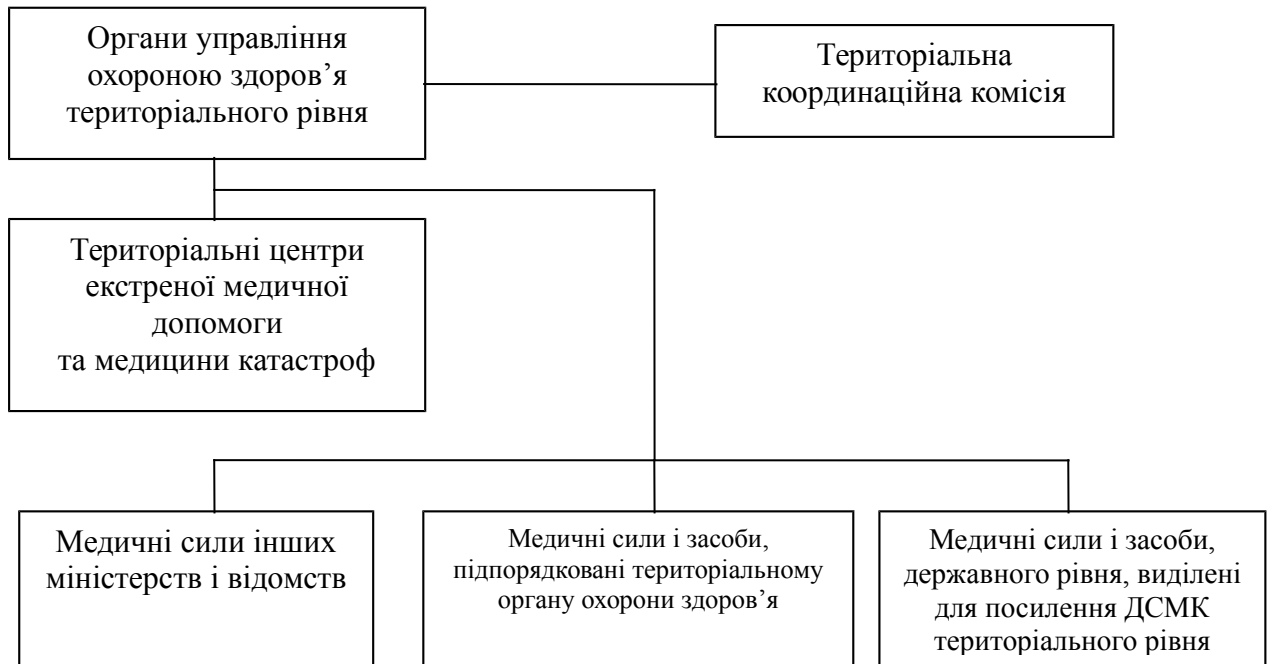 Органи управління
охороною здоров’я
територіального рівня
Територіальна
координаційна комісія
Територіальні центри
екстреної медичної
допомоги
та медицини катастроф
Медичні сили інших
міністерств і відомств
Медичні сили і засоби,
підпорядковані територіальному
органу охорони здоров’я
Медичні сили і засоби,
державного рівня, виділені
для посилення ДСМК
територіального рівня